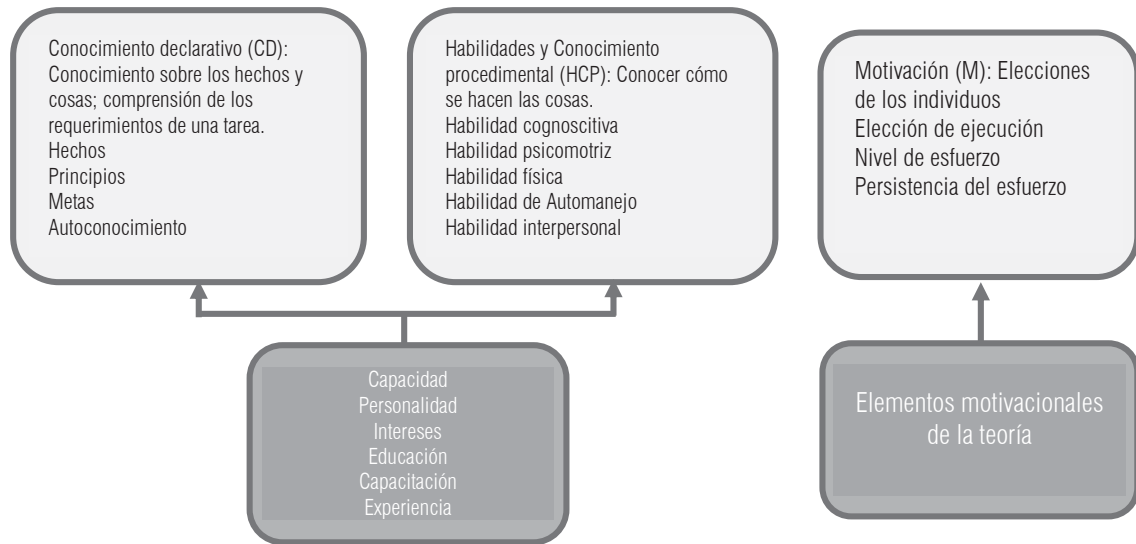 Conocimiento declarativo (CD):
Conocimiento sobre los hechos y
cosas; comprensión de los
requerimientos de una tarea.
Hechos
Principios
Metas
Autoconocimiento
Habilidades y Conocimiento
procedimental (HCP): Conocer cómo
se hacen las cosas.
Habilidad cognoscitiva
Habilidad psicomotriz
Habilidad física
Habilidad de Automanejo
Habilidad interpersonal
Motivación (M): Elecciones
de los individuos
Elección de ejecución
Nivel de esfuerzo
Persistencia del esfuerzo
Capacidad
Personalidad
Intereses
Educación
Capacitación
Experiencia
Elementos motivacionales
de la teoría